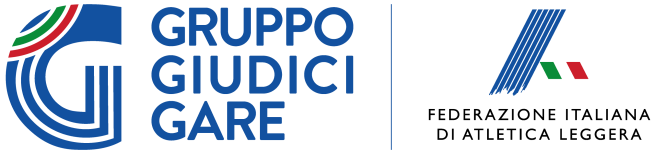 GRUPPO
GIUDICI
GARE
FEDERAZIONE ITALIANA
DI ATLETICA LEGGERA